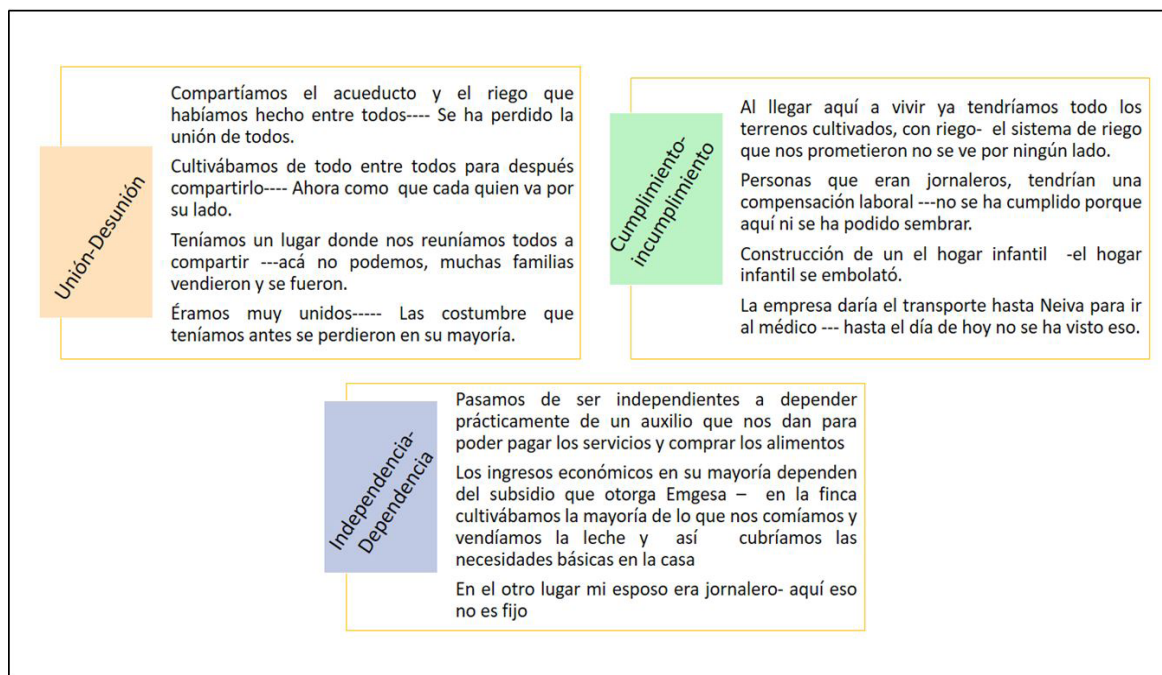 Unión-Desunión
Compartíamos el acueducto y el riego que
habíamos hecho entre todos---- Se ha perdido la
unión de todos.
Cultivábamos de todo entre todos para después
compartirlo---- Ahora como que cada quien va por
su lado.
Teníamos un lugar donde nos reuníamos todos a
compartir ---acá no podemos, muchas familias
vendieron y se fueron.
Éramos muy unidos----- Las costumbre que
teníamos antes se perdieron en su mayoría.
Cumplimiento-
incumplimiento
Al llegar aquí a vivir ya tendríamos todo los
terrenos cultivados, con riego- el sistema de riego
que nos prometieron no se ve por ningún lado.
Personas que eran jornaleros, tendrían una
compensación laboral ---no se ha cumplido porque
aquí ni se ha podido sembrar.
Construcción de un el hogar infantil -el hogar
infantil se embolató.
La empresa daría el transporte hasta Neiva para ir
al médico --- hasta el día de hoy no se ha visto eso.
Independencia-
Dependencia
Pasamos de ser independientes a depender
prácticamente de un auxilio que nos dan para
poder pagar los servicios y comprar los alimentos
Los ingresos económicos en su mayoría dependen
del subsidio que otorga Emgesa – en la finca
cultivábamos la mayoría de lo que nos comíamos y
vendíamos la leche y así cubríamos las
necesidades básicas en la casa
En el otro lugar mi esposo era jornalero- aquí eso
no es fijo